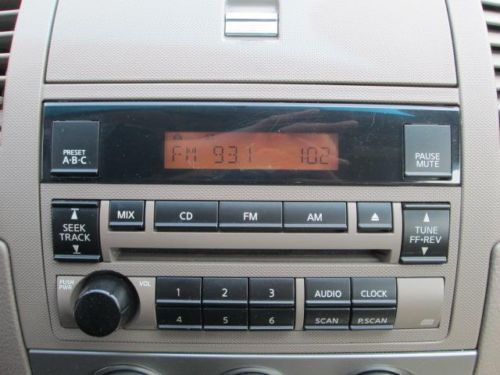 PRESET
A·B·C
FM 931 102
PAUSE
MUTE
SEEK
TRACK
MIX
CD
FM
AM
TUNE
FF·REV
PUSH
PWR
VOL
1 2 3
AUDIO
CLOCK
4 5 6
SCAN
P.SCAN